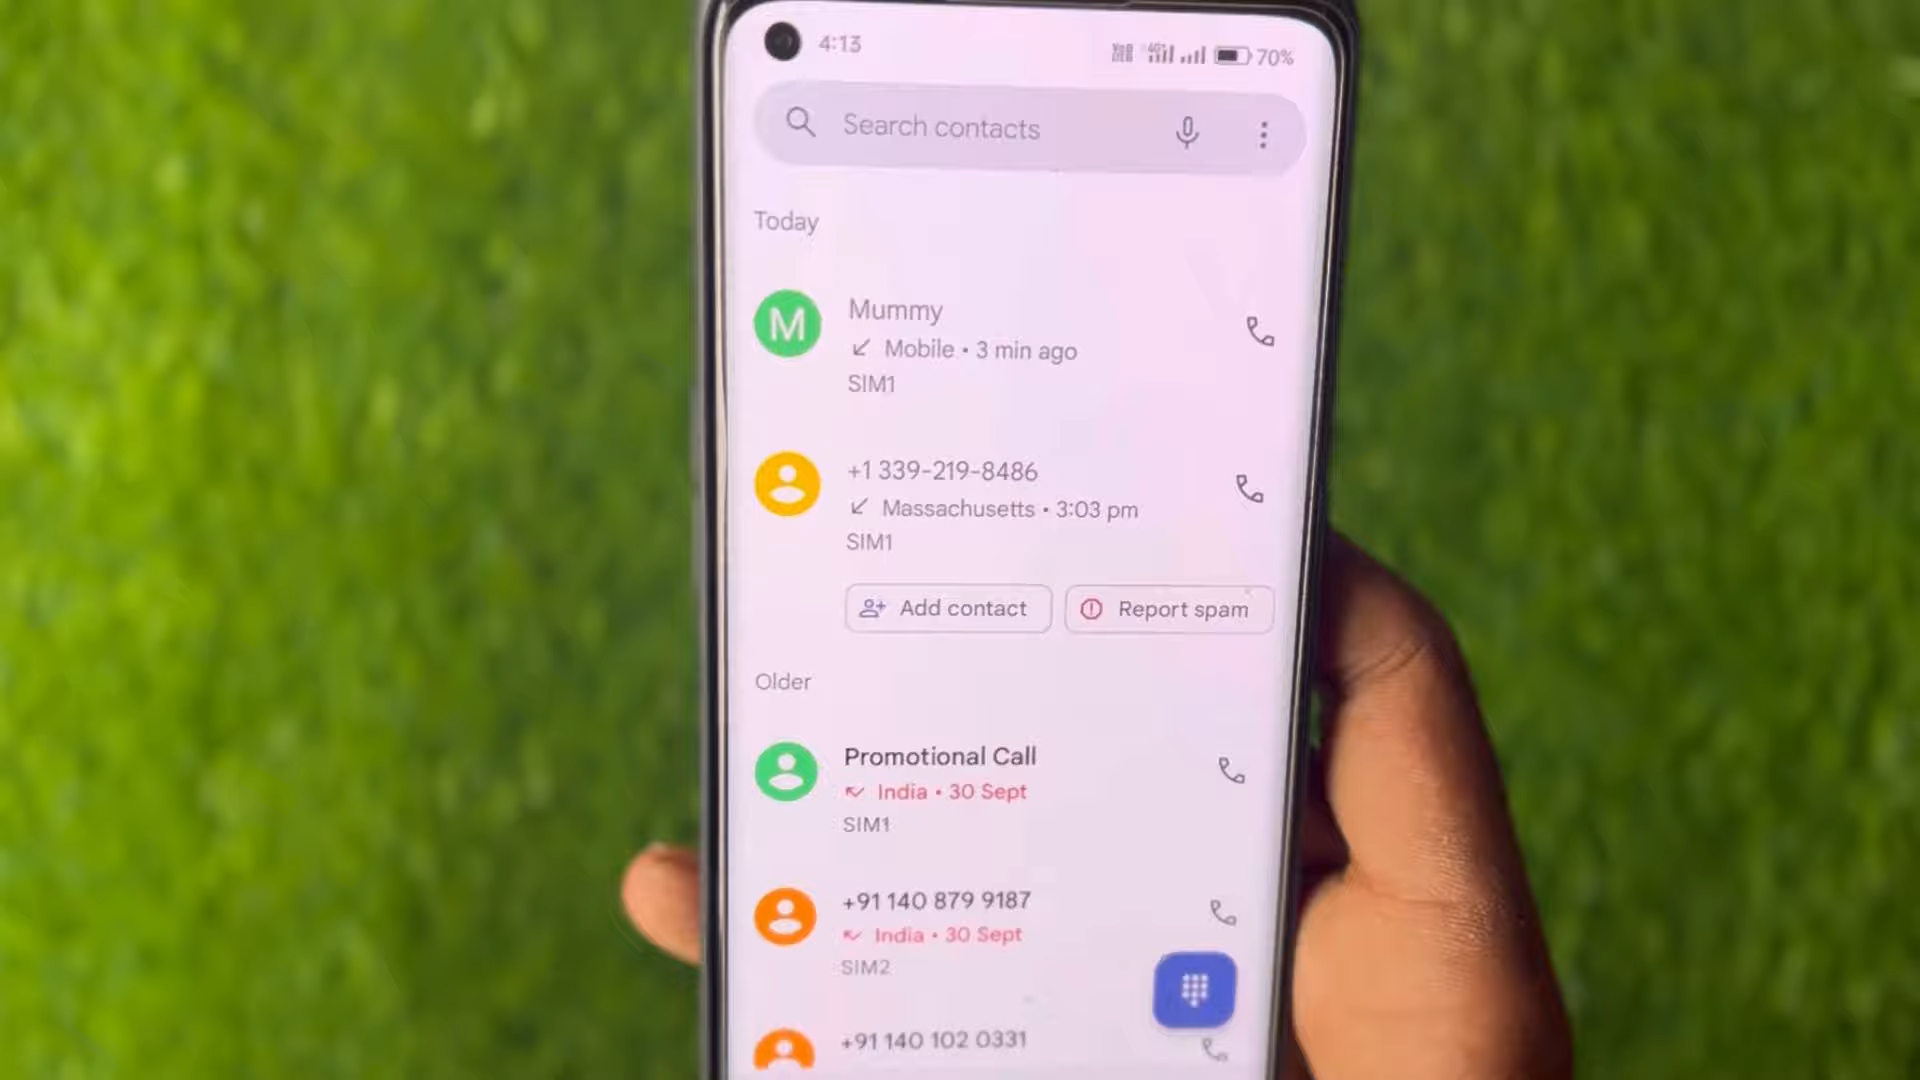 4:13
4G+ 70%
Search contacts
Today
M
Mummy
Mobile • 3 min ago
SIM1
+1 339-219-8486
Massachusetts • 3:03 pm
SIM1
Add contact
Report spam
Older
Promotional Call
India • 30 Sept
SIM1
+91 140 879 9187
India • 30 Sept
SIM2
+91 140 102 0331